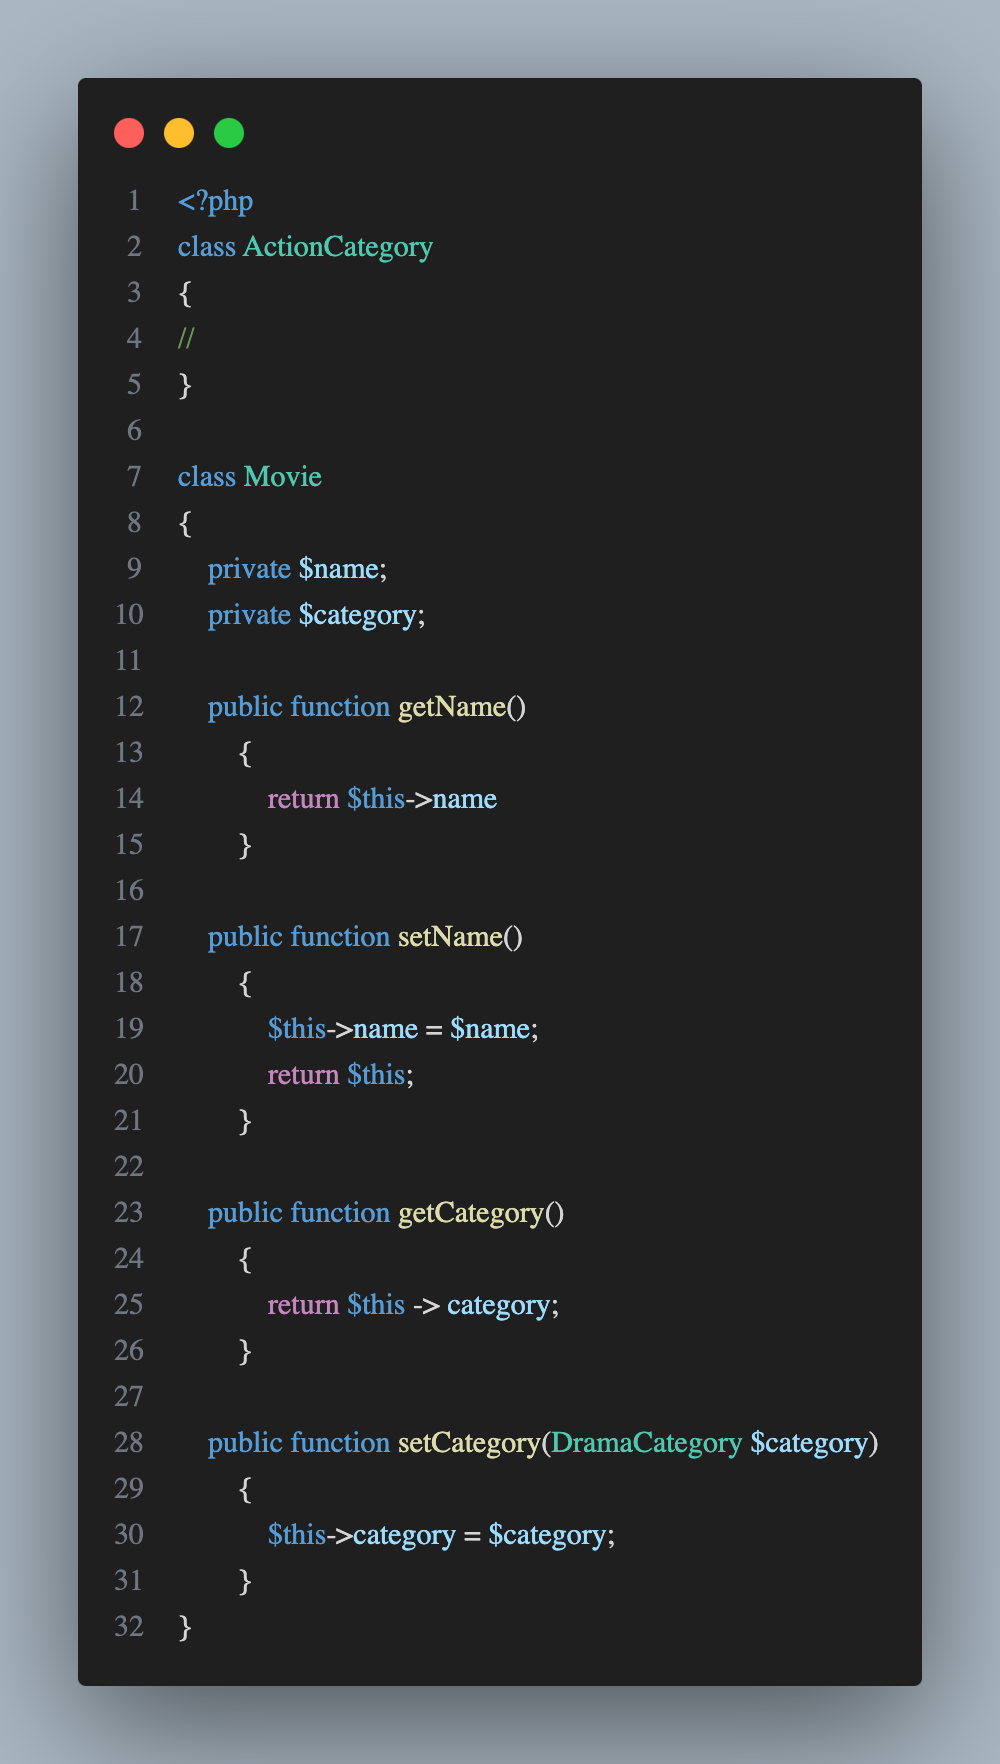 1 <?php
2 class ActionCategory
3 {
4 //
5 }
6
7 class Movie
8 {
9 private $name;
10 private $category;
11
12 public function getName()
13 {
14 return $this->name
15 }
16
17 public function setName()
18 {
19 $this->name = $name;
20 return $this;
21 }
22
23 public function getCategory()
24 {
25 return $this -> category;
26 }
27
28 public function setCategory(DramaCategory $category)
29 {
30 $this->category = $category;
31 }
32 }